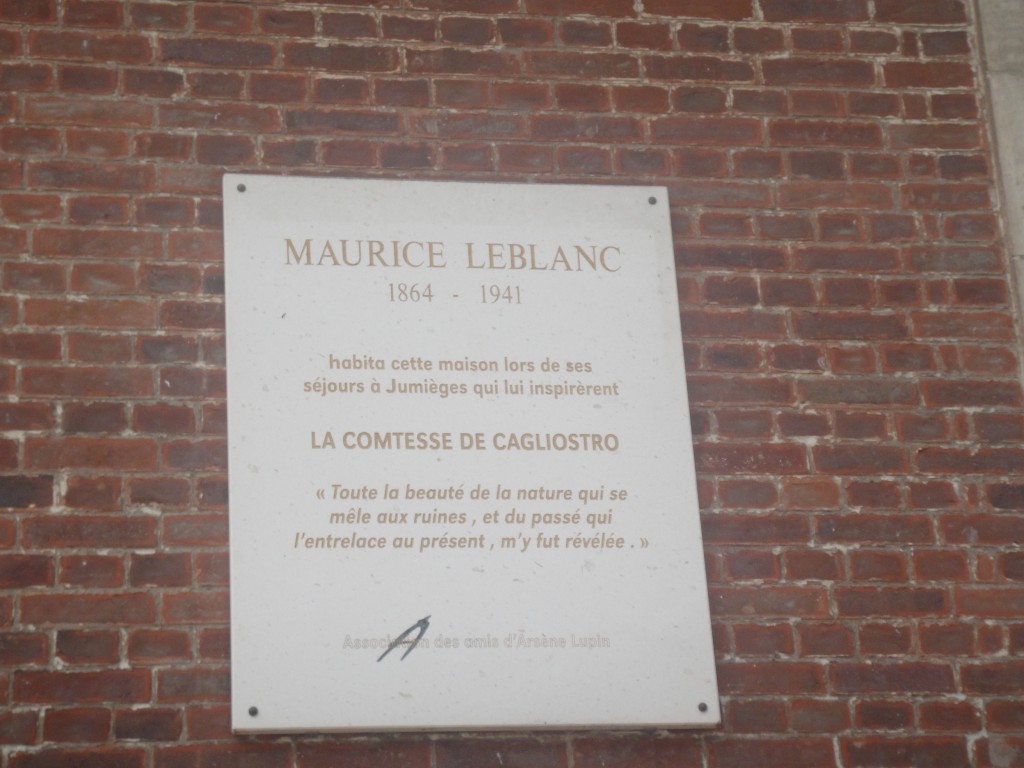 MAURICE LEBLANC
1864 - 1941
habita cette maison lors de ses
séjours à Jumièges qui lui inspirèrent
LA COMTESSE DE CAGLIOSTRO
« Toute la beauté de la nature qui se
mêle aux ruines , et du passé qui
l'entrelace au présent , m'y fut révélée . »
Association des amis d'Arsène Lupin